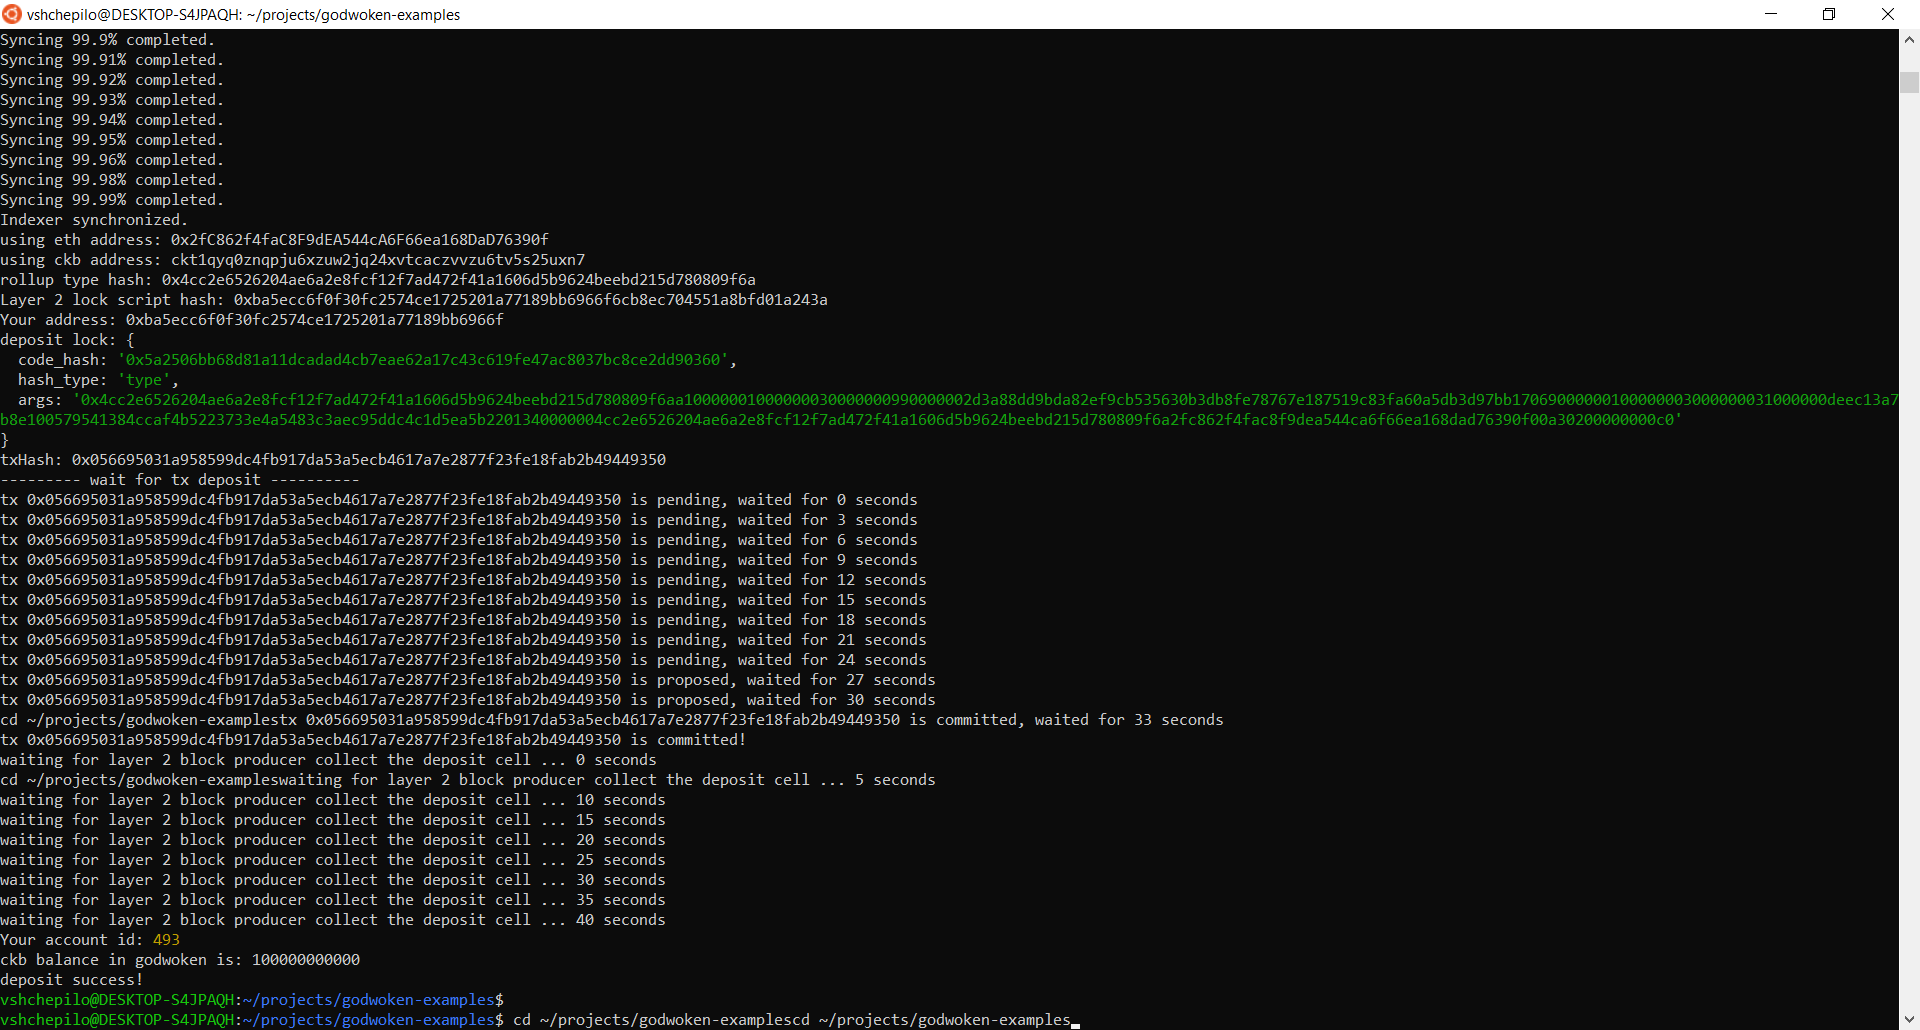 vshchepilo@DESKTOP-S4JPAQH: ~/projects/godwoken-examples
Syncing 99.9% completed.
Syncing 99.91% completed.
Syncing 99.92% completed.
Syncing 99.93% completed.
Syncing 99.94% completed.
Syncing 99.95% completed.
Syncing 99.96% completed.
Syncing 99.98% completed.
Syncing 99.99% completed.
Indexer synchronized.
using eth address: 0x2fC862f4faC8F9dEA544cA6F66ea168DaD76390f
using ckb address: ckt1qyq0znqpju6xzuw2jq24xvtcaczvvzu6tv5s25uxn7
rollup type hash: 0x4cc2e6526204ae6a2e8fcf12f7ad472f41a1606d5b9624beebd215d780809f6a
Layer 2 lock script hash: 0xba5ecc6f0f30fc2574ce1725201a77189bb6966f6cb8ec704551a8bfd01a243a
Your address: 0xba5ecc6f0f30fc2574ce1725201a77189bb6966f
deposit lock: {
  code_hash: '0x5a2506bb68d81a11dcadad4cb7eae62a17c43c619fe47ac8037bc8ce2dd90360',
  hash_type: 'type',
  args: '0x4cc2e6526204ae6a2e8fcf12f7ad472f41a1606d5b9624beebd215d780809f6aa10000001000000030000000990000002d3a88dd9bda82ef9cb535630b3db8fe78767e187519c83fa60a5db3d97bb17069000000100000003000000031000000deec13a7
b8e100579541384ccaf4b5223733e4a5483c3aec95ddc4c1d5ea5b2201340000004cc2e6526204ae6a2e8fcf12f7ad472f41a1606d5b9624beebd215d780809f6a2fc862f4fac8f9dea544ca6f66ea168dad76390f00a30200000000c0'
}
txHash: 0x056695031a958599dc4fb917da53a5ecb4617a7e2877f23fe18fab2b49449350
--------- wait for tx deposit ----------
tx 0x056695031a958599dc4fb917da53a5ecb4617a7e2877f23fe18fab2b49449350 is pending, waited for 0 seconds
tx 0x056695031a958599dc4fb917da53a5ecb4617a7e2877f23fe18fab2b49449350 is pending, waited for 3 seconds
tx 0x056695031a958599dc4fb917da53a5ecb4617a7e2877f23fe18fab2b49449350 is pending, waited for 6 seconds
tx 0x056695031a958599dc4fb917da53a5ecb4617a7e2877f23fe18fab2b49449350 is pending, waited for 9 seconds
tx 0x056695031a958599dc4fb917da53a5ecb4617a7e2877f23fe18fab2b49449350 is pending, waited for 12 seconds
tx 0x056695031a958599dc4fb917da53a5ecb4617a7e2877f23fe18fab2b49449350 is pending, waited for 15 seconds
tx 0x056695031a958599dc4fb917da53a5ecb4617a7e2877f23fe18fab2b49449350 is pending, waited for 18 seconds
tx 0x056695031a958599dc4fb917da53a5ecb4617a7e2877f23fe18fab2b49449350 is pending, waited for 21 seconds
tx 0x056695031a958599dc4fb917da53a5ecb4617a7e2877f23fe18fab2b49449350 is pending, waited for 24 seconds
tx 0x056695031a958599dc4fb917da53a5ecb4617a7e2877f23fe18fab2b49449350 is proposed, waited for 27 seconds
tx 0x056695031a958599dc4fb917da53a5ecb4617a7e2877f23fe18fab2b49449350 is proposed, waited for 30 seconds
cd ~/projects/godwoken-examplestx 0x056695031a958599dc4fb917da53a5ecb4617a7e2877f23fe18fab2b49449350 is committed, waited for 33 seconds
tx 0x056695031a958599dc4fb917da53a5ecb4617a7e2877f23fe18fab2b49449350 is committed!
waiting for layer 2 block producer collect the deposit cell ... 0 seconds
cd ~/projects/godwoken-exampleswaiting for layer 2 block producer collect the deposit cell ... 5 seconds
waiting for layer 2 block producer collect the deposit cell ... 10 seconds
waiting for layer 2 block producer collect the deposit cell ... 15 seconds
waiting for layer 2 block producer collect the deposit cell ... 20 seconds
waiting for layer 2 block producer collect the deposit cell ... 25 seconds
waiting for layer 2 block producer collect the deposit cell ... 30 seconds
waiting for layer 2 block producer collect the deposit cell ... 35 seconds
waiting for layer 2 block producer collect the deposit cell ... 40 seconds
Your account id: 493
ckb balance in godwoken is: 100000000000
deposit success!
vshchepilo@DESKTOP-S4JPAQH:~/projects/godwoken-examples$
vshchepilo@DESKTOP-S4JPAQH:~/projects/godwoken-examples$ cd ~/projects/godwoken-examplescd ~/projects/godwoken-examples